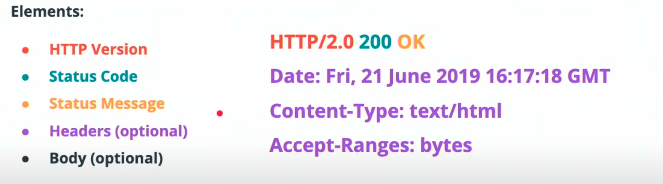 Elements:
HTTP Version
Status Code
Status Message
Headers (optional)
Body (optional)
HTTP/2.0 200 OK
Date: Fri, 21 June 2019 16:17:18 GMT
Content-Type: text/html
Accept-Ranges: bytes